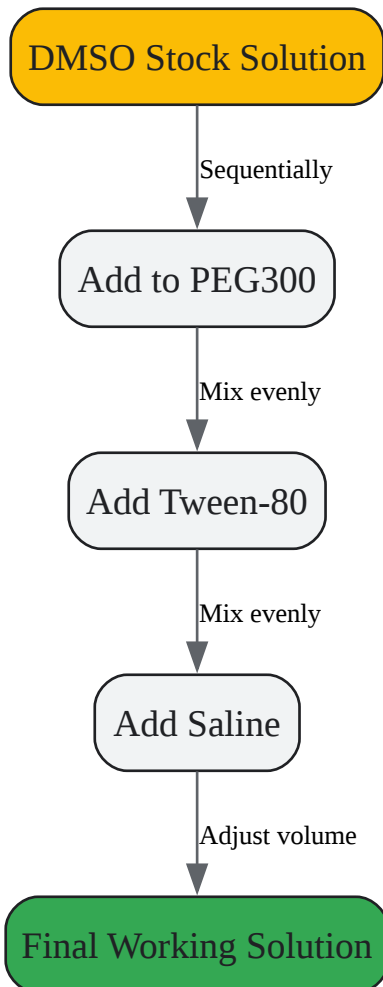 DMSO Stock Solution
Sequentially
Add to PEG300
Mix evenly
Add Tween-80
Mix evenly
Add Saline
Adjust volume
Final Working Solution